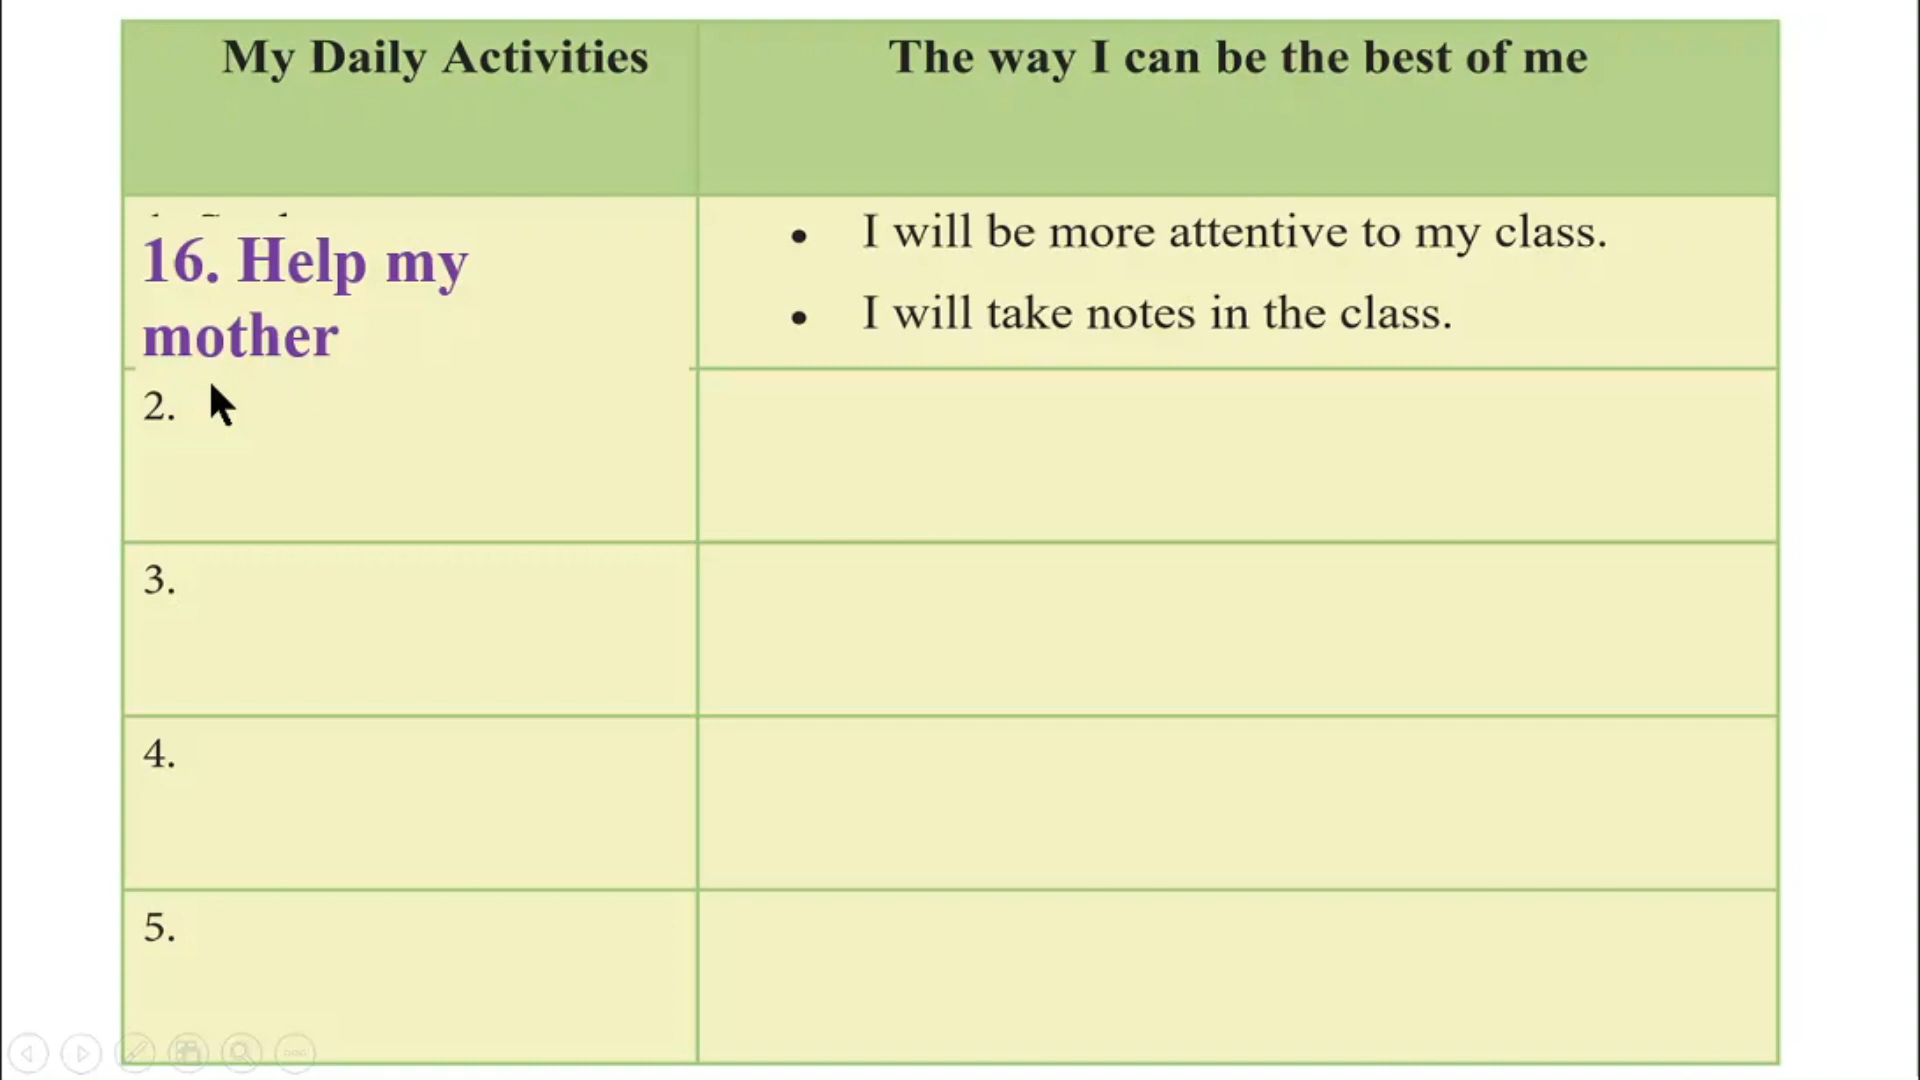 My Daily Activities
The way I can be the best of me
16. Help my
mother
I will be more attentive to my class.
I will take notes in the class.
2.
3.
4.
5.